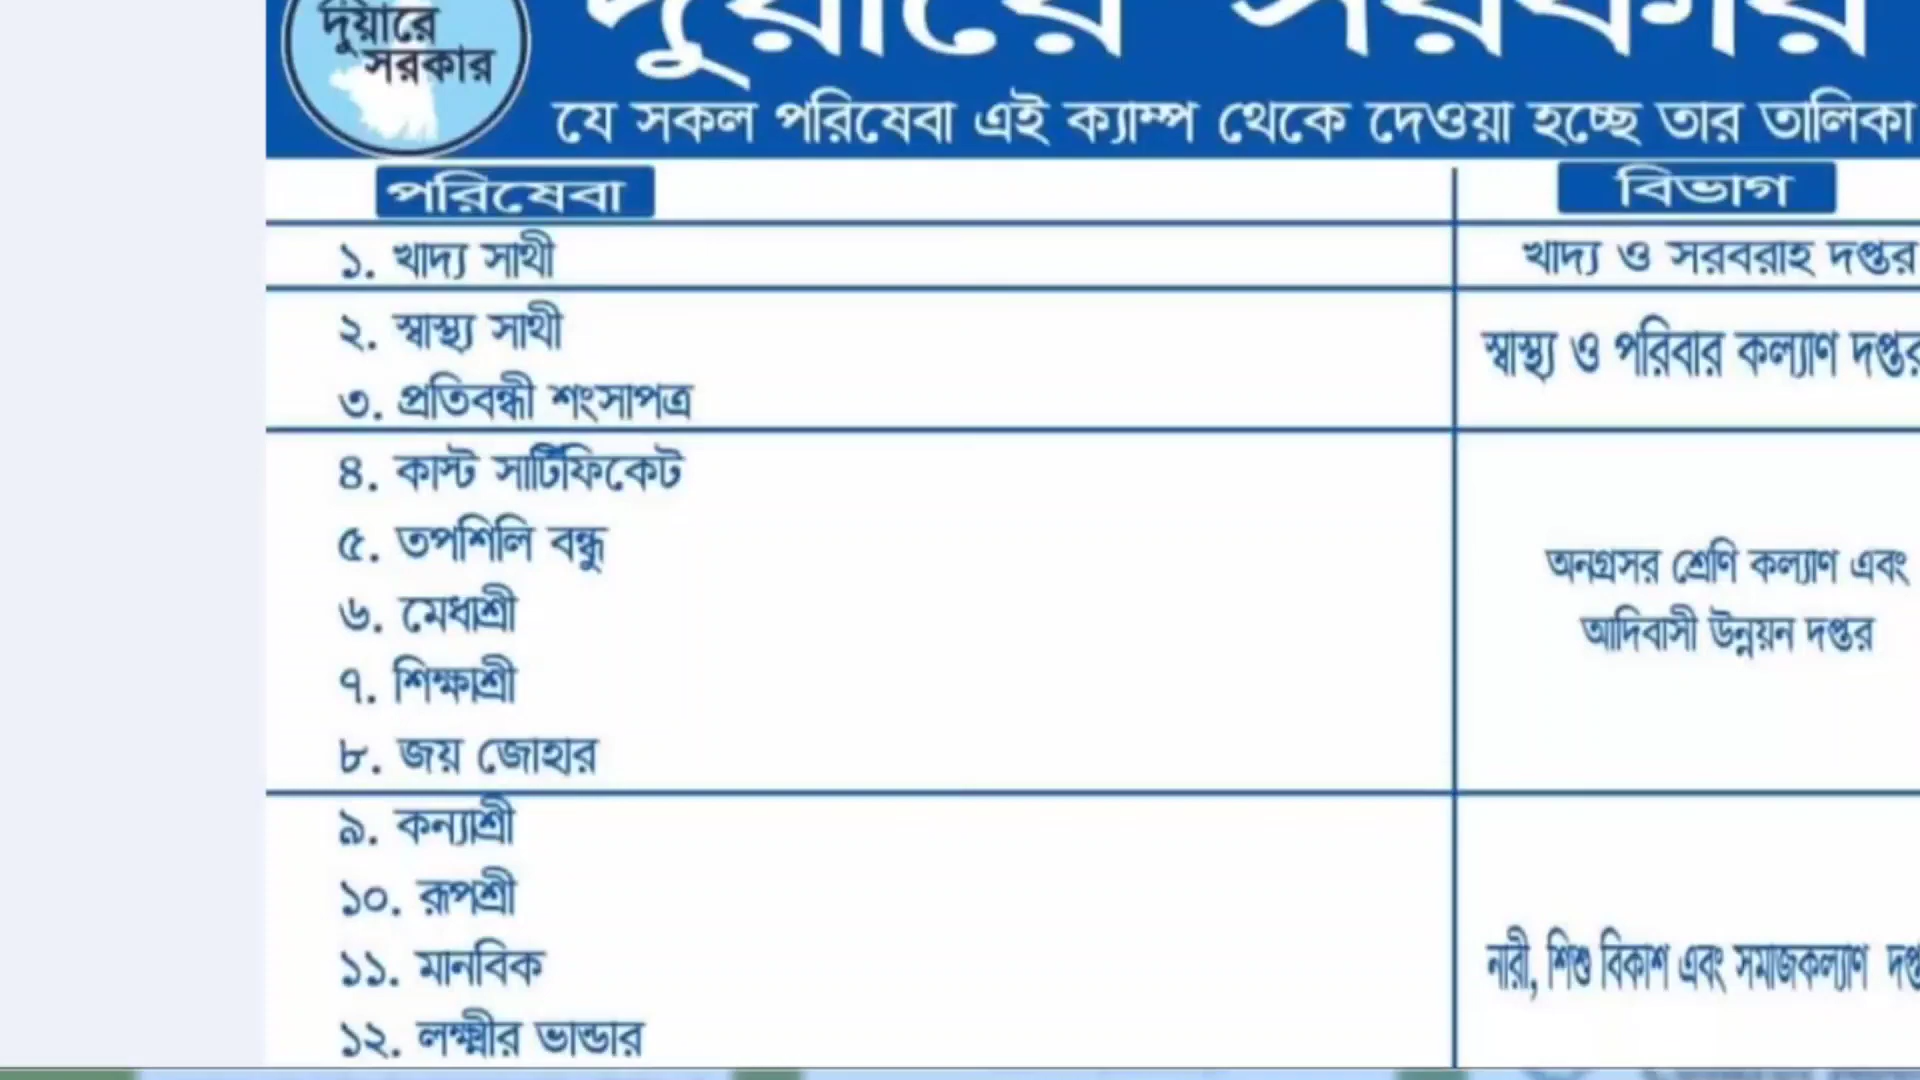 দুয়ারে
সরকার
দুয়ারে সরকার
যে সকল পরিষেবা এই ক্যাম্প থেকে দেওয়া হচ্ছে তার তালিকা
পরিষেবা
বিভাগ
১. খাদ্য সাথী
খাদ্য ও সরবরাহ দপ্তর
২. স্বাস্থ্য সাথী
৩. প্রতিবন্ধী শংসাপত্র
স্বাস্থ্য ও পরিবার কল্যাণ দপ্তর
৪. কাস্ট সার্টিফিকেট
৫. তপশিলি বন্ধু
৬. মেধাশ্রী
৭. শিক্ষাশ্রী
৮. জয় জোহার
অনগ্রসর শ্রেণি কল্যাণ এবং
আদিবাসী উন্নয়ন দপ্তর
৯. কন্যাশ্রী
১০. রূপশ্রী
১১. মানবিক
১২. লক্ষ্মীর ভান্ডার
নারী, শিশু বিকাশ এবং সমাজকল্যাণ